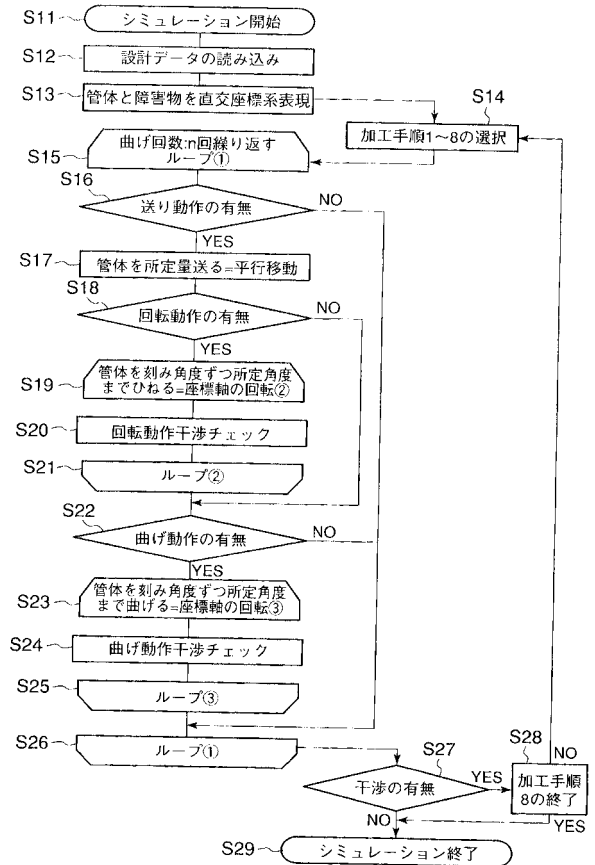 S11
シミュレーション開始
S12
設計データの読み込み
S13
管体と障害物を直交座標系表現
S14
加工手順1~8の選択
S15
曲げ回数:n回繰り返す
ループ①
S16
送り動作の有無
NO
YES
S17
管体を所定量送る=平行移動
S18
回転動作の有無
NO
YES
S19
管体を刻み角度ずつ所定角度
までひねる=座標軸の回転②
S20
回転動作干渉チェック
S21
ループ②
S22
曲げ動作の有無
NO
YES
S23
管体を刻み角度ずつ所定角度
まで曲げる=座標軸の回転③
S24
曲げ動作干渉チェック
S25
ループ③
S26
ループ①
S27
干渉の有無
YES
NO
S28
NO
加工手順
8の終了
YES
S29
シミュレーション終了